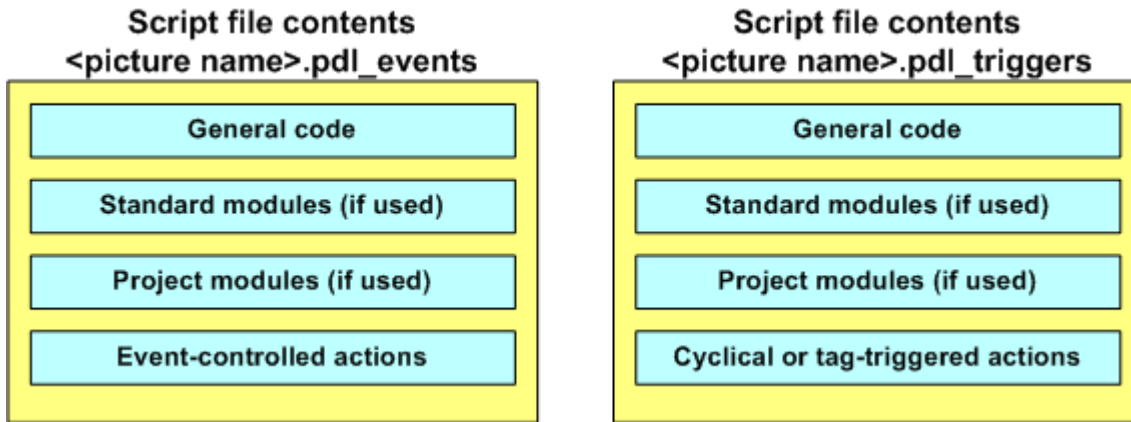 Script file contents
<picture name>.pdl_events
General code
Standard modules (if used)
Project modules (if used)
Event-controlled actions
Script file contents
<picture name>.pdl_triggers
General code
Standard modules (if used)
Project modules (if used)
Cyclical or tag-triggered actions